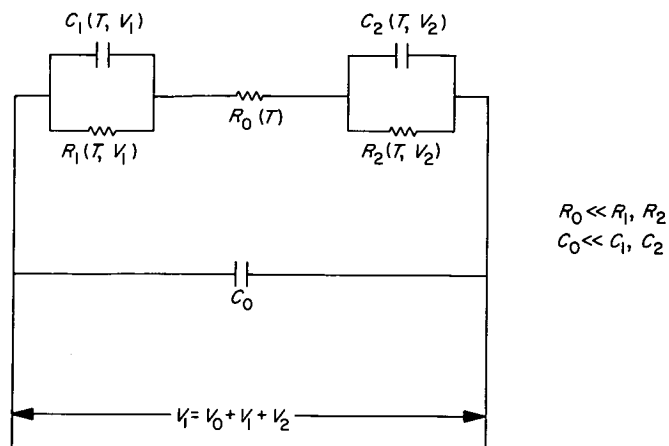 C₁(T, V₁)
C₂(T, V₂)
R₀(T)
R₁(T, V₁)
R₂(T, V₂)
R₀ << R₁, R₂
C₀ << C₁, C₂
C₀
V₁ = V₀ + V₁ + V₂